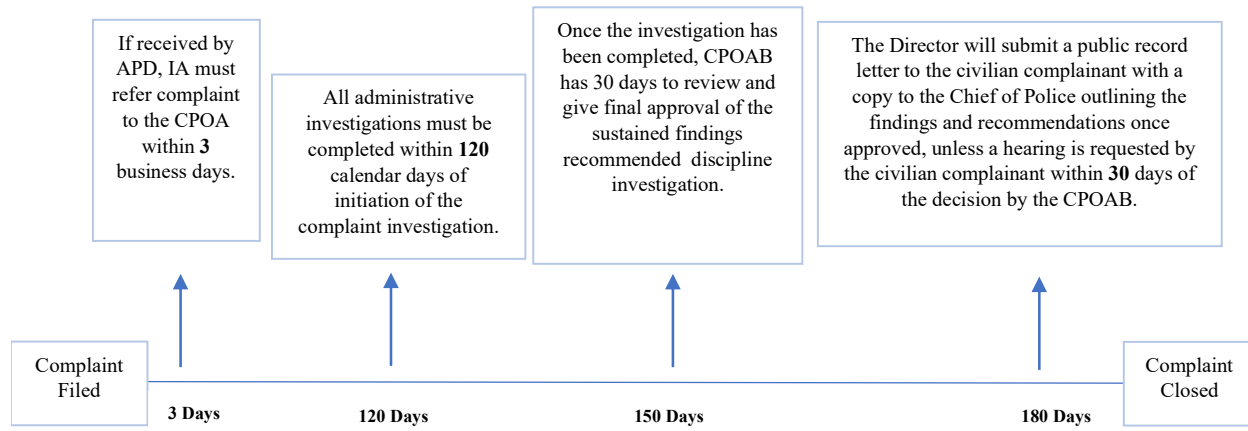 If received by
APD, IA must
refer complaint
to the CPOA
within 3
business days.
All administrative
investigations must be
completed within 120
calendar days of
initiation of the
complaint investigation.
Once the investigation has
been completed, CPOAB
has 30 days to review and
give final approval of the
sustained findings
recommended discipline
investigation.
The Director will submit a public record
letter to the civilian complainant with a
copy to the Chief of Police outlining the
findings and recommendations once
approved, unless a hearing is requested by
the civilian complainant within 30 days of
the decision by the CPOAB.
Complaint
Filed
Complaint
Closed
3 Days
120 Days
150 Days
180 Days